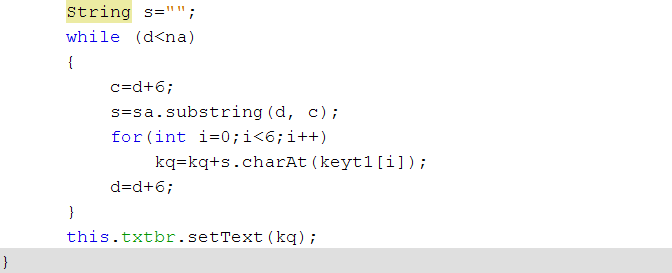 String s="";
while (d<na)
{
c=d+6;
s=sa.substring(d, c);
for(int i=0;i<6;i++)
kq=kq+s.charAt(keyt1[i]);
d=d+6;
}
this.txtbr.setText(kq);
}